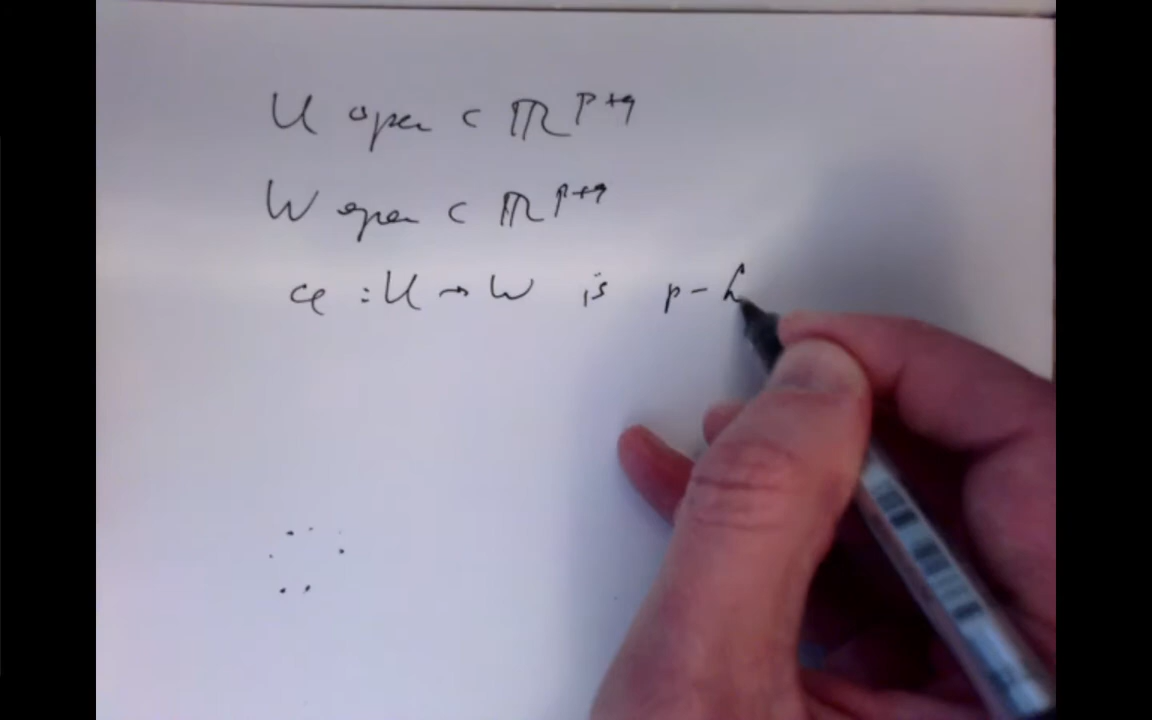 U open ⊂ ℝ^{p+q}
W open ⊂ ℝ^{p+q}
φ : U → W is p - h